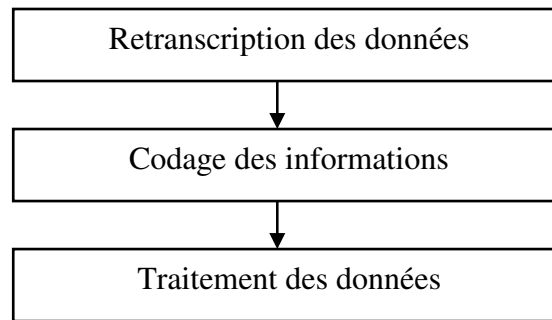 Retranscription des données
Codage des informations
Traitement des données